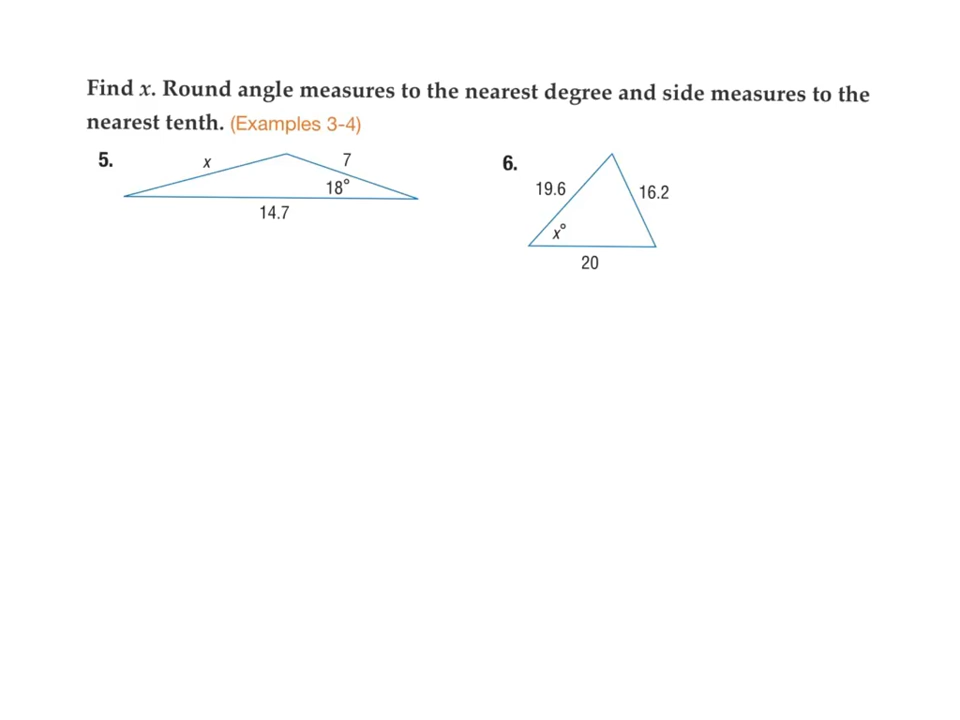 Find x. Round angle measures to the nearest degree and side measures to the
nearest tenth. (Examples 3-4)
5.
x
7
18°
14.7
6.
19.6
16.2
x°
20